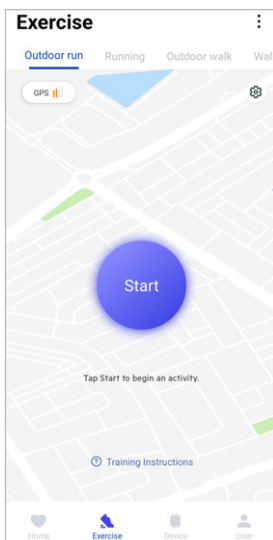 Exercise
Outdoor run
Running
Outdoor walk
Wal
GPS
Start
Tap Start to begin an activity.
Training Instructions
Home
Exercise
Device
User